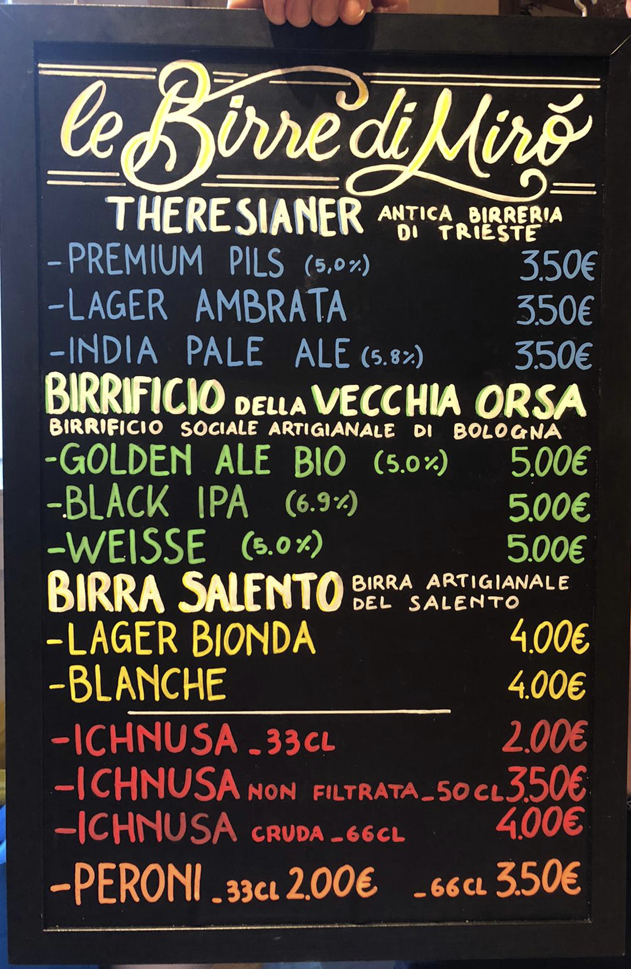 le Birre di Mirò
THERESIANER ANTICA BIRRERIA DI TRIESTE
-PREMIUM PILS (5,0%) 3.50€
-LAGER AMBRATA 3.50€
-INDIA PALE ALE (5.8%) 3.50€
BIRRIFICIO DELLA VECCHIA ORSA
BIRRIFICIO SOCIALE ARTIGIANALE DI BOLOGNA
-GOLDEN ALE BIO (5.0%) 5.00€
-BLACK IPA (6.9%) 5.00€
-WEISSE (5.0%) 5.00€
BIRRA SALENTO BIRRA ARTIGIANALE DEL SALENTO
-LAGER BIONDA 4.00€
-BLANCHE 4.00€
-ICHNUSA _33CL 2.00€
-ICHNUSA NON FILTRATA_50CL 3.50€
-ICHNUSA CRUDA _66CL 4.00€
-PERONI _33CL 2.00€ _66CL 3.50€